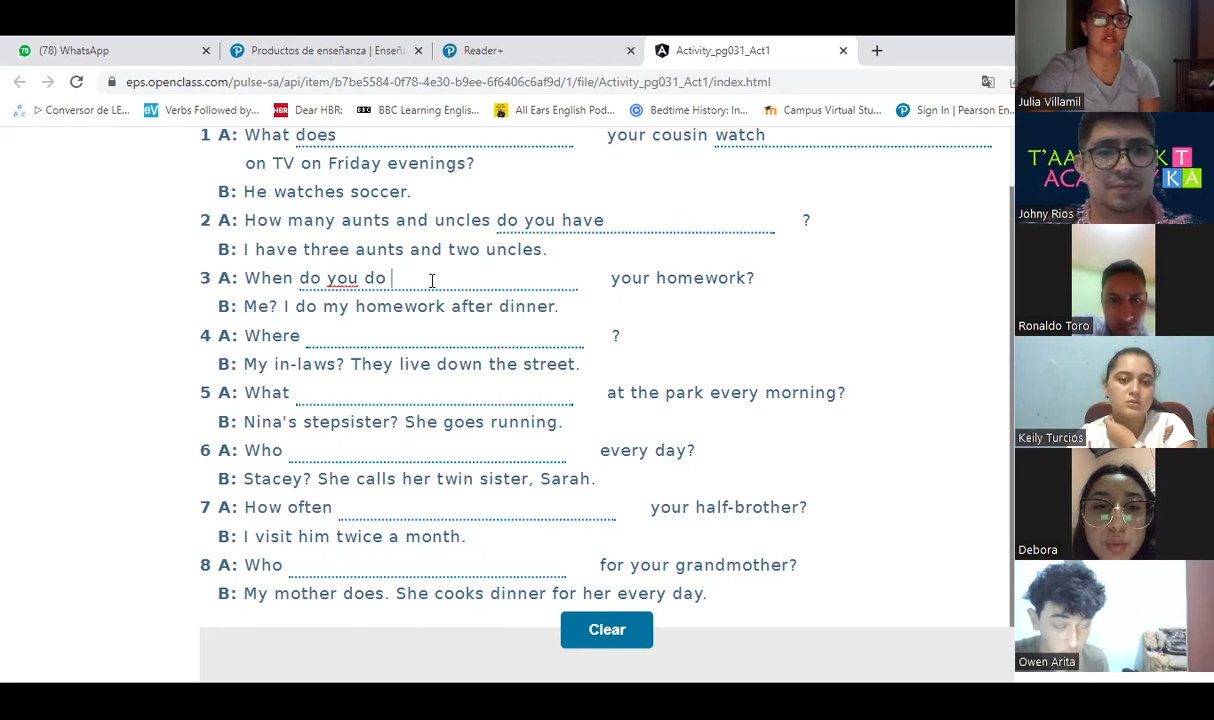 (78) WhatsApp
Productos de enseñanza | Enseña
Reader+
Activity_pg031_Act1
eps.openclass.com/pulse-sa/api/item/b7be5584-0f78-4e30-b9ee-6f6406c6af9d/1/file/Activity_pg031_Act1/index.html
▷ Conversor de LE...
Verbs Followed by...
Dear HBR:
BBC Learning Englis...
All Ears English Pod...
Bedtime History: In...
Campus Virtual Stu...
Sign In | Pearson En...
1 A: What does your cousin watch
on TV on Friday evenings?
B: He watches soccer.
2 A: How many aunts and uncles do you have ?
B: I have three aunts and two uncles.
3 A: When do you do your homework?
B: Me? I do my homework after dinner.
4 A: Where ?
B: My in-laws? They live down the street.
5 A: What at the park every morning?
B: Nina's stepsister? She goes running.
6 A: Who every day?
B: Stacey? She calls her twin sister, Sarah.
7 A: How often your half-brother?
B: I visit him twice a month.
8 A: Who for your grandmother?
B: My mother does. She cooks dinner for her every day.
Clear
Julia Villamil
Johny Rios
Ronaldo Toro
Keily Turcios
Debora
Owen Arita